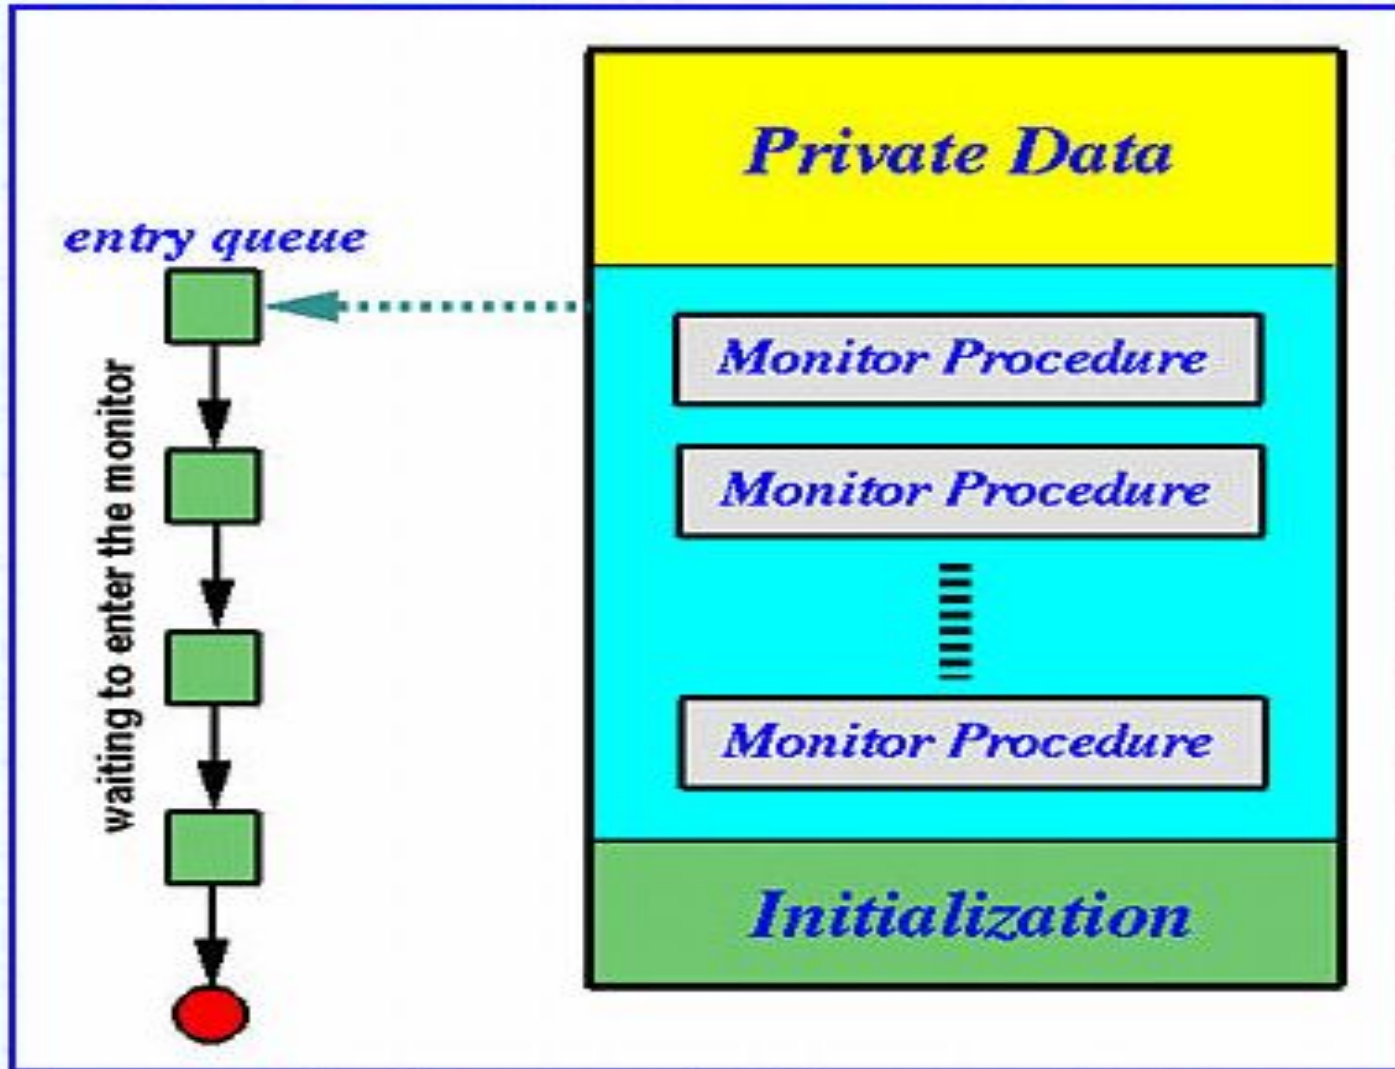 Private Data
entry queue
waiting to enter the monitor
Monitor Procedure
Monitor Procedure
Monitor Procedure
Initialization